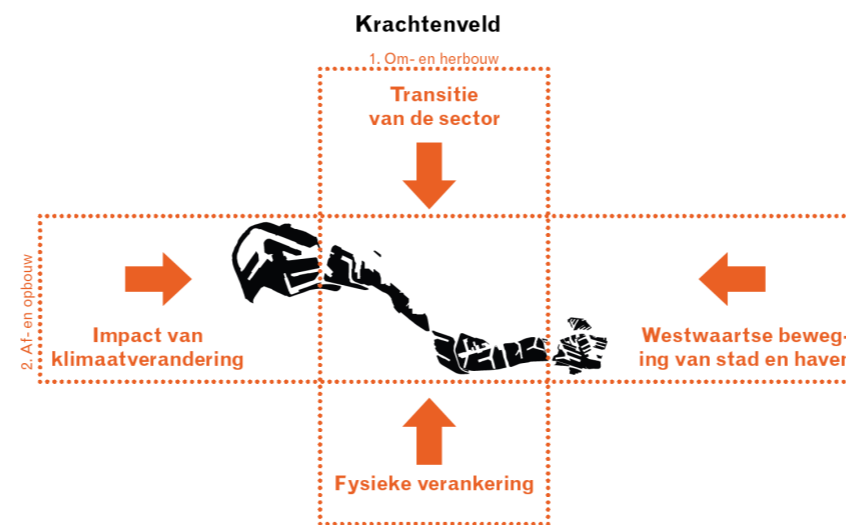 Krachtenveld
1. Om- en herbouw
Transitie
van de sector
2. Af- en opbouw
Impact van
klimaatverandering
Westwaartse beweg-
ing van stad en haven
Fysieke verankering